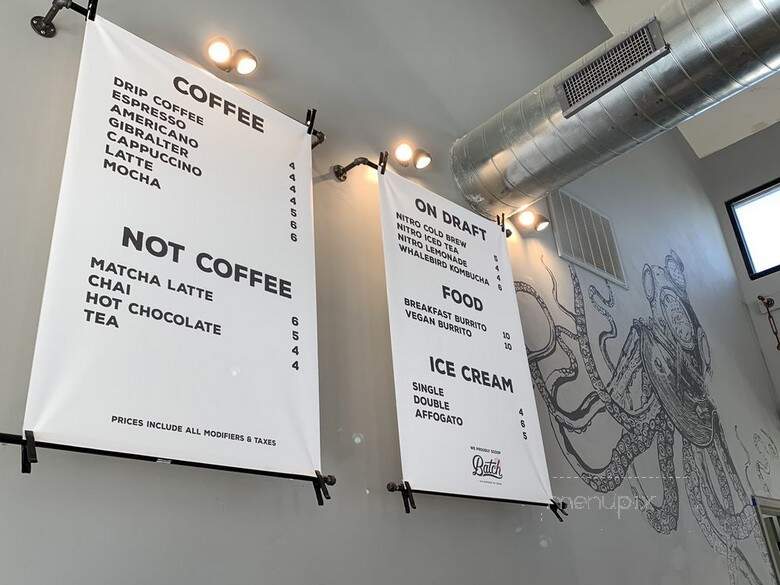 COFFEE
DRIP COFFEE 4
ESPRESSO 4
AMERICANO 4
GIBRALTER 4
CAPPUCCINO 5
LATTE 6
MOCHA 6
NOT COFFEE
MATCHA LATTE 6
CHAI 5
HOT CHOCOLATE 4
TEA 4
PRICES INCLUDE ALL MODIFIERS & TAXES
ON DRAFT
NITRO COLD BREW 5
NITRO ICED TEA 4
NITRO LEMONADE 4
WHALEBIRD KOMBUCHA 6
FOOD
BREAKFAST BURRITO 10
VEGAN BURRITO 10
ICE CREAM
SINGLE 4
DOUBLE 6
AFFOGATO 5
WE PROUDLY SCOOP
Batch
menupix